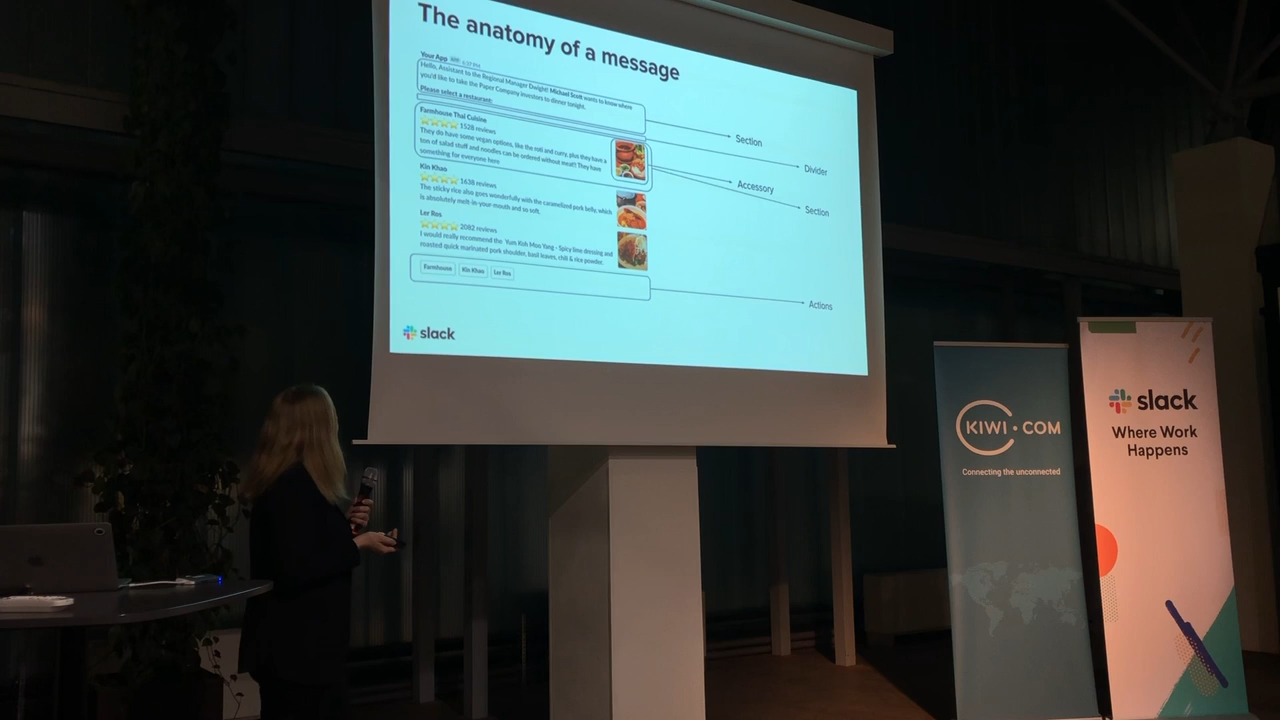 The anatomy of a message
Your App APP 6:37 PM
Hello, Assistant to the Regional Manager Dwight! Michael Scott wants to know where
you'd like to take the Paper Company investors to dinner tonight.
Please select a restaurant:
Farmhouse Thai Cuisine
1528 reviews
They do have some vegan options, like the roti and curry, plus they have a
ton of salad stuff and noodles can be ordered without meat!! They have
something for everyone here
Kin Khao
1638 reviews
The sticky rice also goes wonderfully with the caramelized pork belly, which
is absolutely melt-in-your-mouth and so soft.
Ler Ros
2082 reviews
I would really recommend the Yum Koh Moo Yang - Spicy lime dressing and
roasted quick marinated pork shoulder, basil leaves, chili & rice powder.
Farmhouse Kin Khao Ler Ros
Section
Divider
Accessory
Section
Actions
slack
KIWI.COM
Connecting the unconnected
slack
Where Work
Happens